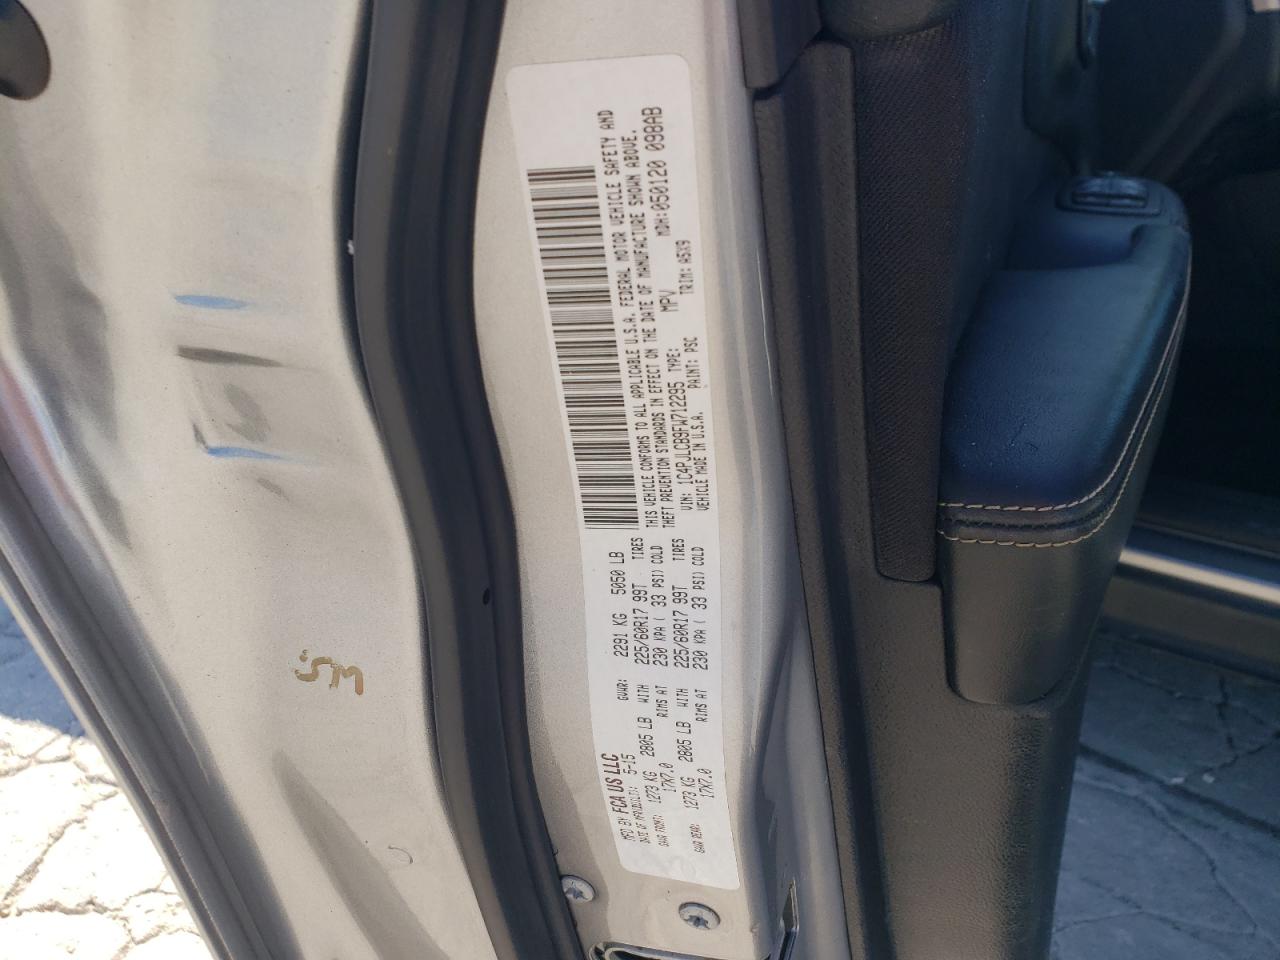 MFD BY FCA US LLC
DATE OF MFR(BUILT): 5-15 GVWR: 2291 KG 5050 LB
GAWR FRONT: 1273 KG 2805 LB WITH 225/60R17 99T TIRES
17X7.0 RIMS AT 230 KPA ( 33 PSI) COLD
GAWR REAR: 1273 KG 2805 LB WITH 225/60R17 99T TIRES
17X7.0 RIMS AT 230 KPA ( 33 PSI) COLD
THIS VEHICLE CONFORMS TO ALL APPLICABLE U.S.A. FEDERAL MOTOR VEHICLE SAFETY AND
THEFT PREVENTION STANDARDS IN EFFECT ON THE DATE OF MANUFACTURE SHOWN ABOVE.
VIN: 1C4PJLCB9FW712295 TYPE: MPV MDH:050120 098AB
VEHICLE MADE IN U.S.A. PAINT: PSC TRIM: A5X9